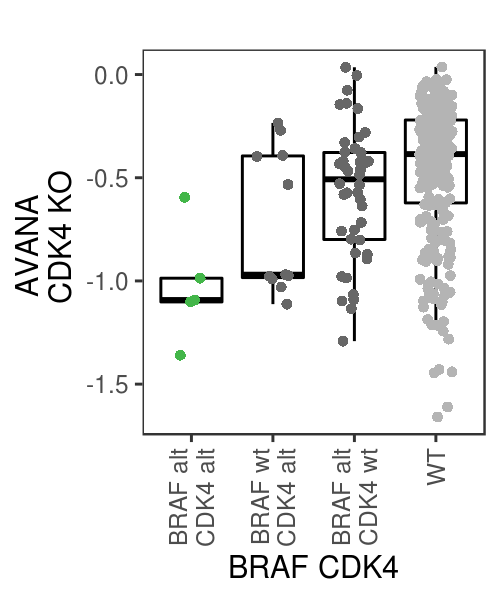 AVANA
CDK4 KO
0.0
-0.5
-1.0
-1.5
BRAF alt
CDK4 alt
BRAF wt
CDK4 alt
BRAF alt
CDK4 wt
WT
BRAF CDK4